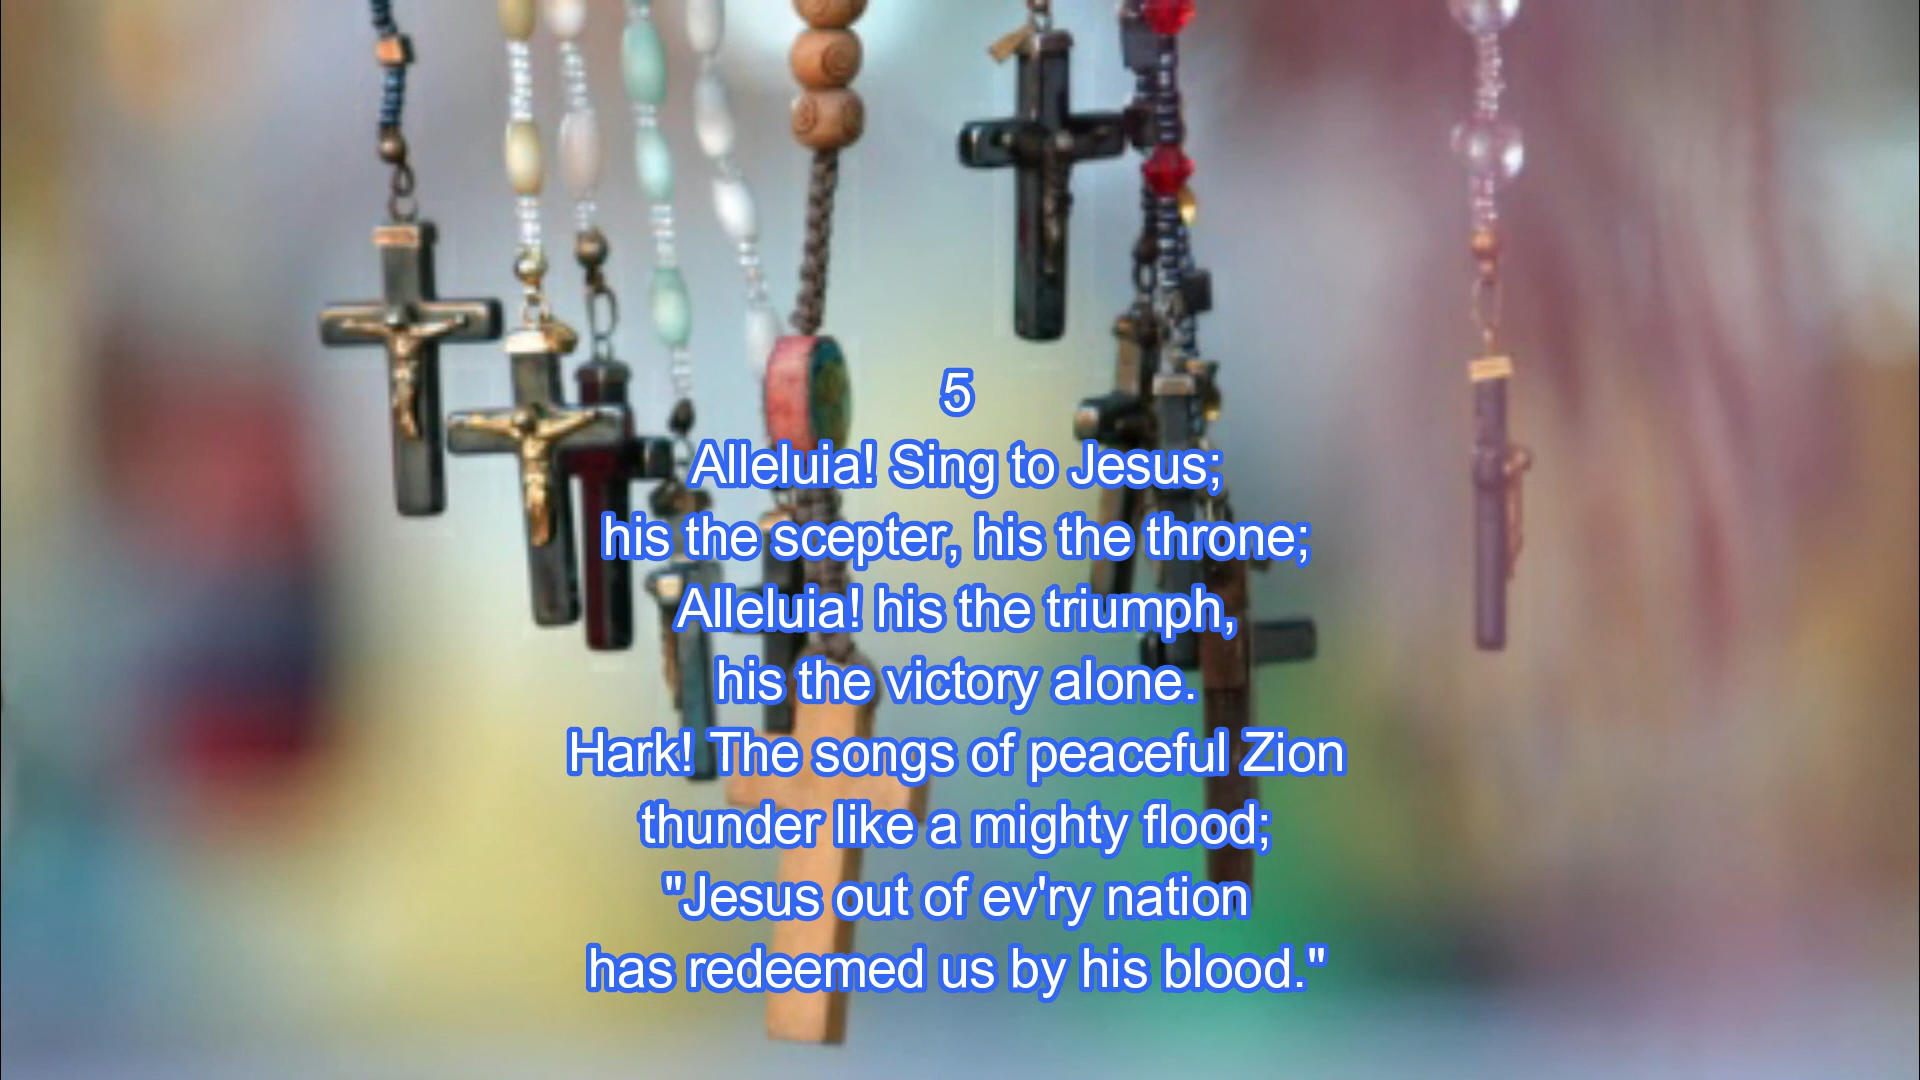 5
Alleluia! Sing to Jesus;
his the scepter, his the throne;
Alleluia! his the triumph,
his the victory alone.
Hark! The songs of peaceful Zion
thunder like a mighty flood;
"Jesus out of ev'ry nation
has redeemed us by his blood."